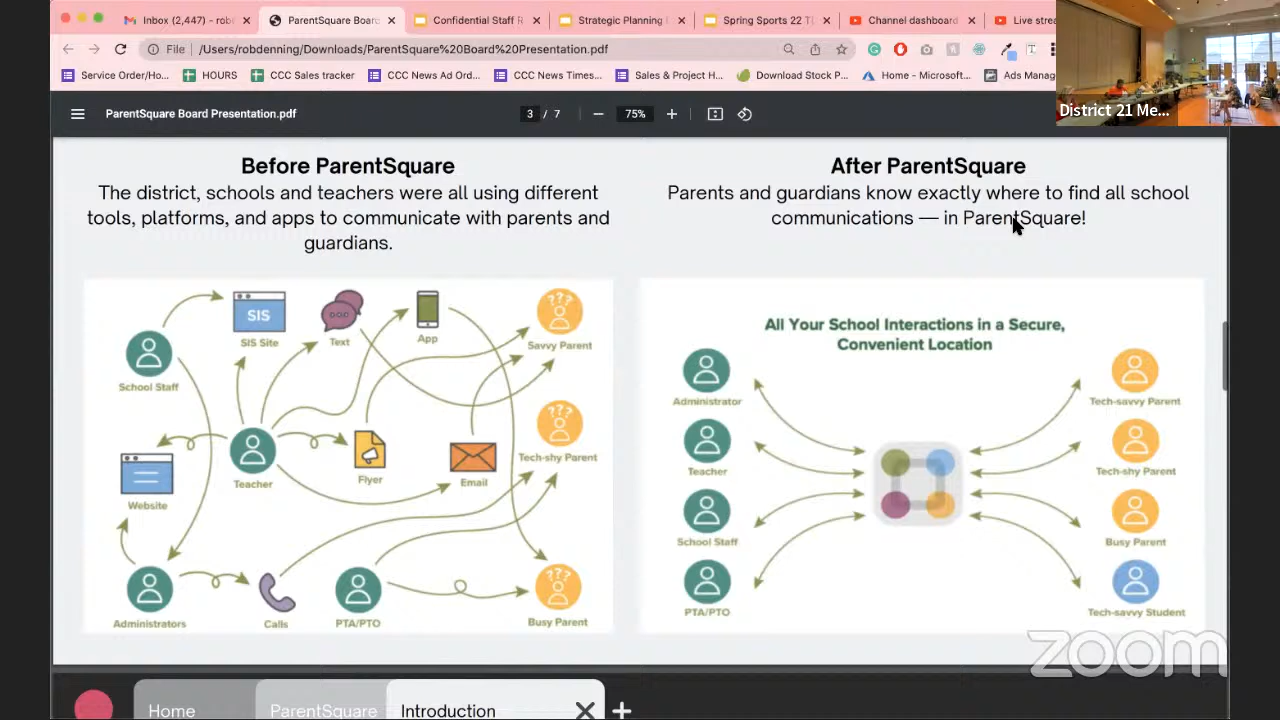 Inbox (2,447) - rob
ParentSquare Boar
Confidential Staff R
Strategic Planning
Spring Sports 22 T
Channel dashboard
Live strea
File
/Users/robdenning/Downloads/ParentSquare%20Board%20Presentation.pdf
Service Order/Ho...
HOURS
CCC Sales tracker
CCC News Ad Ord...
CCC News Times...
Sales & Project H...
Download Stock P...
Home - Microsoft...
Ads Manag
District 21 Me...
ParentSquare Board Presentation.pdf
3 / 7
75%
Before ParentSquare
The district, schools and teachers were all using different
tools, platforms, and apps to communicate with parents and
guardians.
After ParentSquare
Parents and guardians know exactly where to find all school
communications — in ParentSquare!
SIS
SIS Site
Text
App
???
Savvy Parent
School Staff
???
Tech-shy Parent
Teacher
Flyer
Email
Website
Administrators
Calls
PTA/PTO
???
Busy Parent
All Your School Interactions in a Secure,
Convenient Location
Administrator
Tech-savvy Parent
Teacher
Tech-shy Parent
School Staff
Busy Parent
PTA/PTO
Tech-savvy Student
zoom
Home
ParentSquare
Introduction